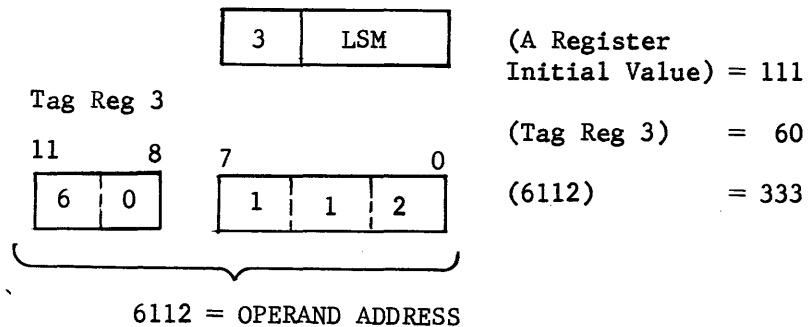 3 LSM
(A Register
Initial Value) = 111
Tag Reg 3
(Tag Reg 3) = 60
11 8 7 0
6 0 1 1 2
(6112) = 333
6112 = OPERAND ADDRESS